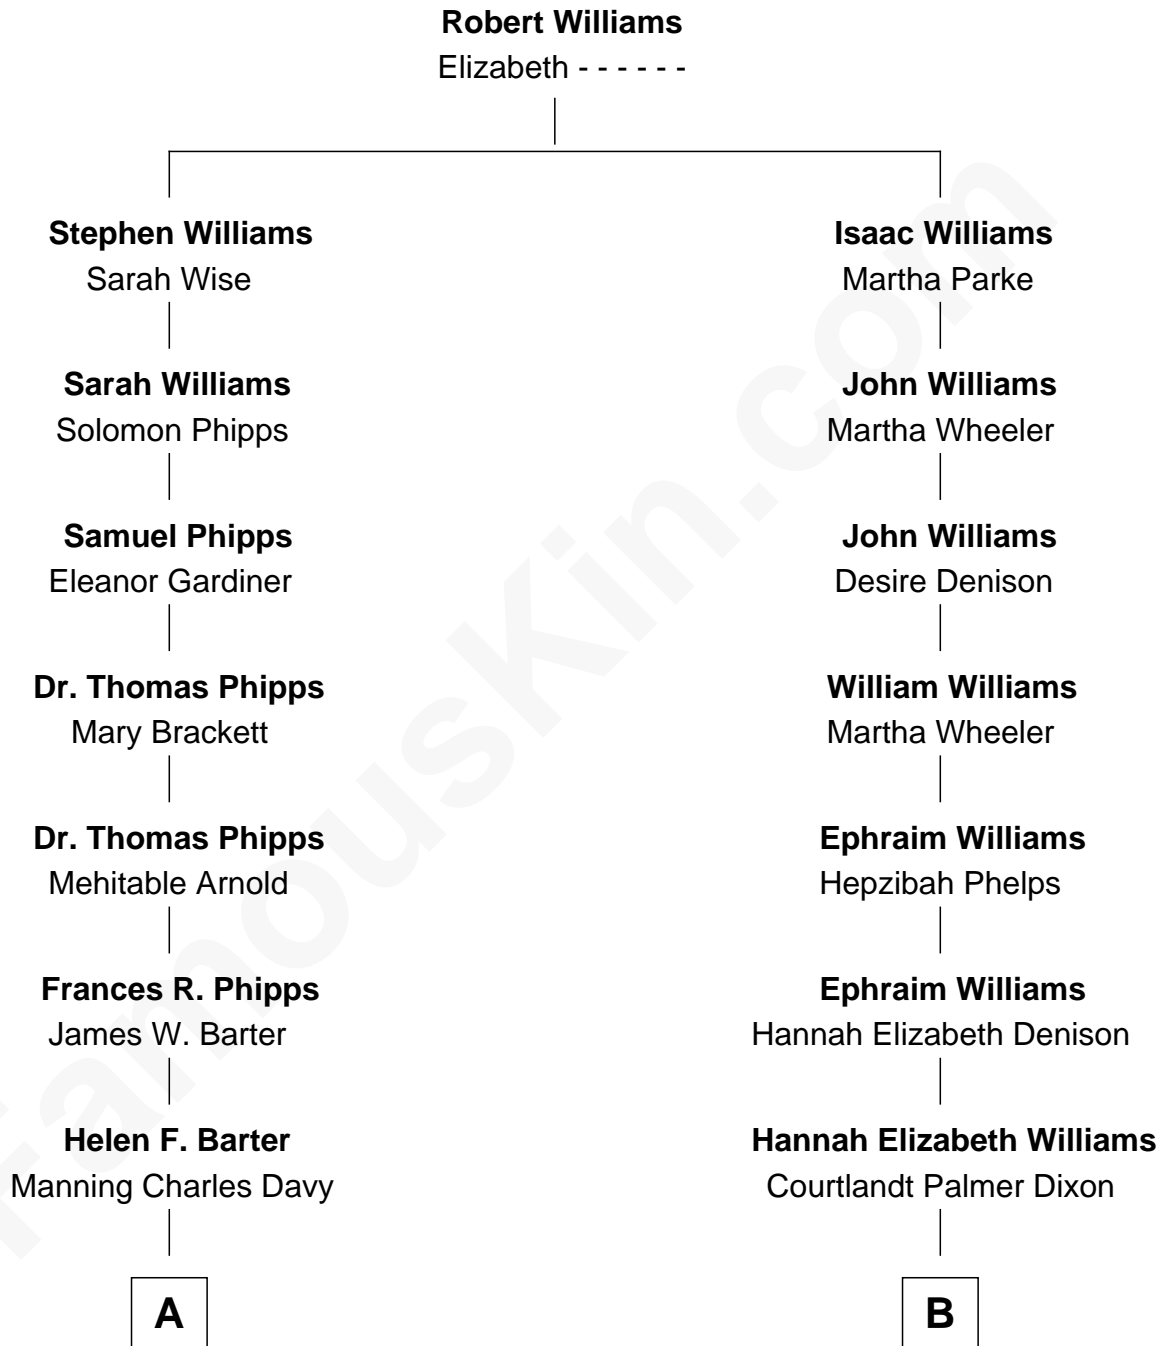 Robert Williams
Elizabeth - - - - - -
Stephen Williams
Sarah Wise
Isaac Williams
Martha Parke
Sarah Williams
Solomon Phipps
John Williams
Martha Wheeler
Samuel Phipps
Eleanor Gardiner
John Williams
Desire Denison
Dr. Thomas Phipps
Mary Brackett
William Williams
Martha Wheeler
Dr. Thomas Phipps
Mehitable Arnold
Ephraim Williams
Hepzibah Phelps
Frances R. Phipps
James W. Barter
Ephraim Williams
Hannah Elizabeth Denison
Helen F. Barter
Manning Charles Davy
Hannah Elizabeth Williams
Courtlandt Palmer Dixon
A
B
FamousKin.com